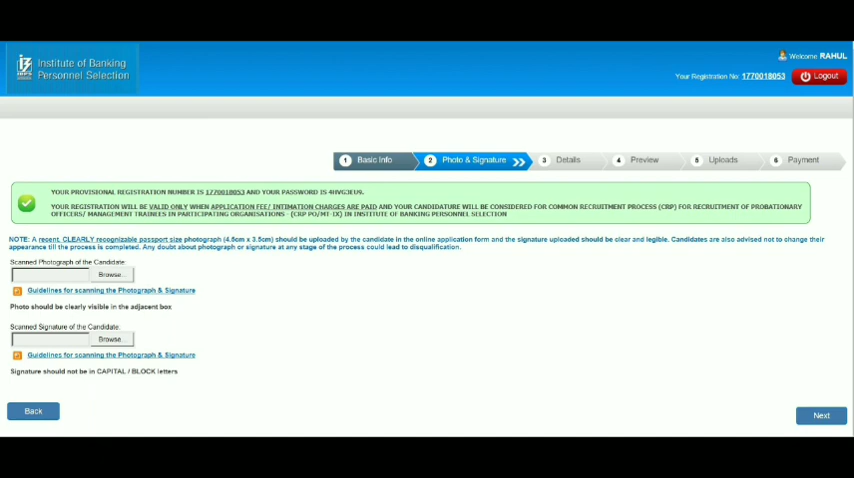 Institute of Banking
Personnel Selection
Welcome RAHUL
Your Registration No: 1770018053
Logout
1 Basic Info
2 Photo & Signature
3 Details
4 Preview
5 Uploads
6 Payment
YOUR PROVISIONAL REGISTRATION NUMBER IS 1770018053 AND YOUR PASSWORD IS 4HVG3EU9.
YOUR REGISTRATION WILL BE VALID ONLY WHEN APPLICATION FEE/ INTIMATION CHARGES ARE PAID AND YOUR CANDIDATURE WILL BE CONSIDERED FOR COMMON RECRUITMENT PROCESS (CRP) FOR RECRUITMENT OF PROBATIONARY
OFFICERS/ MANAGEMENT TRAINEES IN PARTICIPATING ORGANISATIONS - (CRP PO/MT-IX) IN INSTITUTE OF BANKING PERSONNEL SELECTION
NOTE: A recent, CLEARLY recognizable passport size photograph (4.5cm x 3.5cm) should be uploaded by the candidate in the online application form and the signature uploaded should be clear and legible. Candidates are also advised not to change their
appearance till the process is completed. Any doubt about photograph or signature at any stage of the process could lead to disqualification.
Scanned Photograph of the Candidate:
Browse...
Guidelines for scanning the Photograph & Signature
Photo should be clearly visible in the adjacent box
Scanned Signature of the Candidate:
Browse...
Guidelines for scanning the Photograph & Signature
Signature should not be in CAPITAL / BLOCK letters
Back
Next